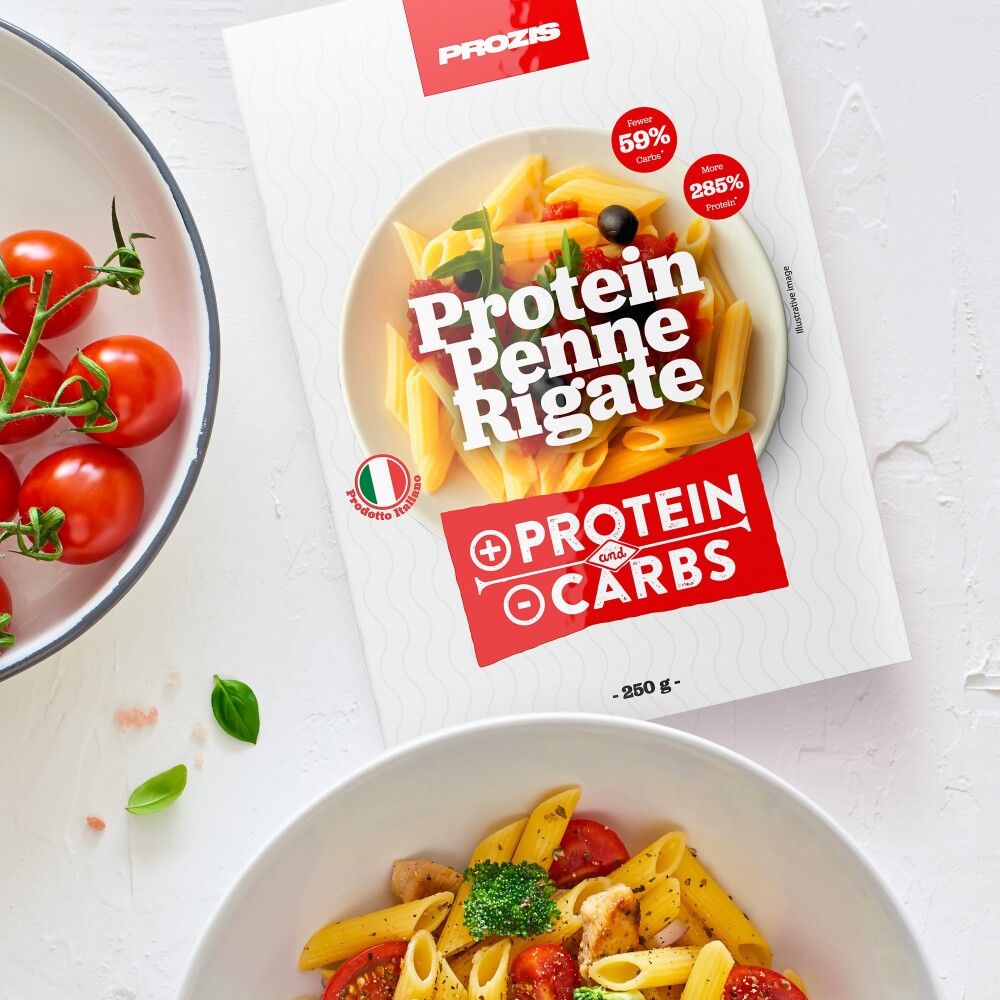 PROZIS
Fewer
59%
Carbs*
More
285%
Protein*
Illustrative image
Protein
Penne
Rigate
Prodotto Italiano
+ PROTEIN
and
- CARBS
- 250 g -